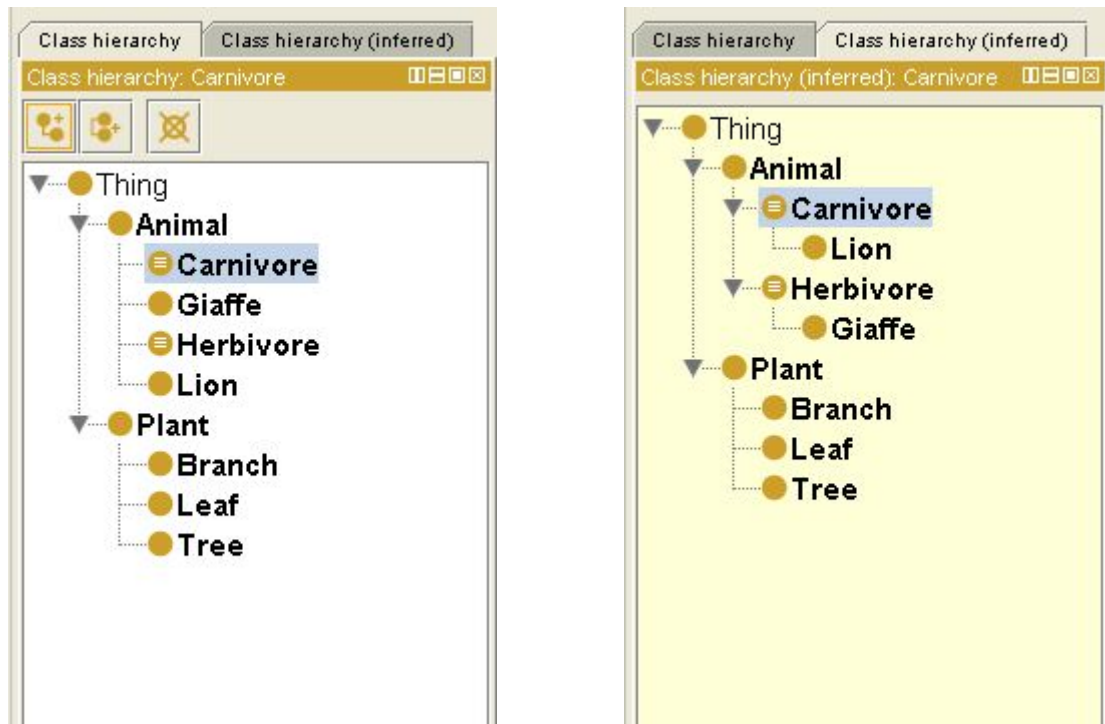 Class hierarchy Class hierarchy (inferred)
Class hierarchy: Carnivore
Thing
Animal
Carnivore
Giaffe
Herbivore
Lion
Plant
Branch
Leaf
Tree
Class hierarchy Class hierarchy (inferred)
Class hierarchy (inferred): Carnivore
Thing
Animal
Carnivore
Lion
Herbivore
Giaffe
Plant
Branch
Leaf
Tree